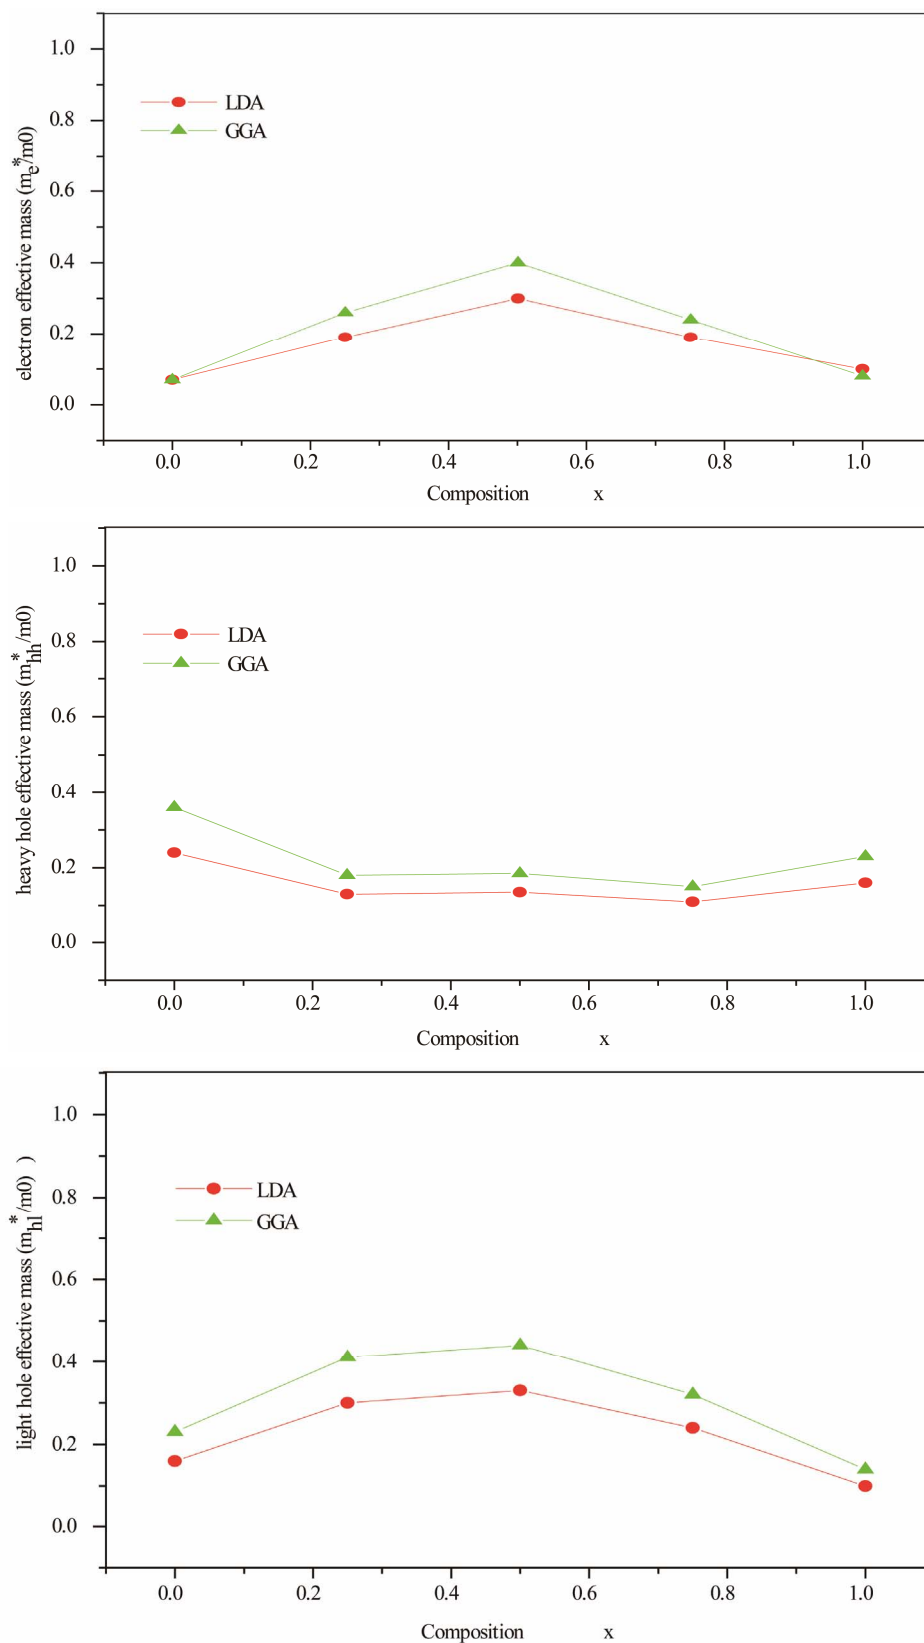 1.0
LDA
0.8
GGA
0.6
0.4
0.2
0.0
electron effective mass (m*e/m0)
0.0 0.2 0.4 0.6 0.8 1.0
Composition x
1.0
LDA
0.8
GGA
0.6
0.4
0.2
0.0
heavy hole effective mass (m*hh/m0)
0.0 0.2 0.4 0.6 0.8 1.0
Composition x
1.0
LDA
0.8
GGA
0.6
0.4
0.2
0.0
light hole effective mass (m*hl/m0) )
0.0 0.2 0.4 0.6 0.8 1.0
Composition x